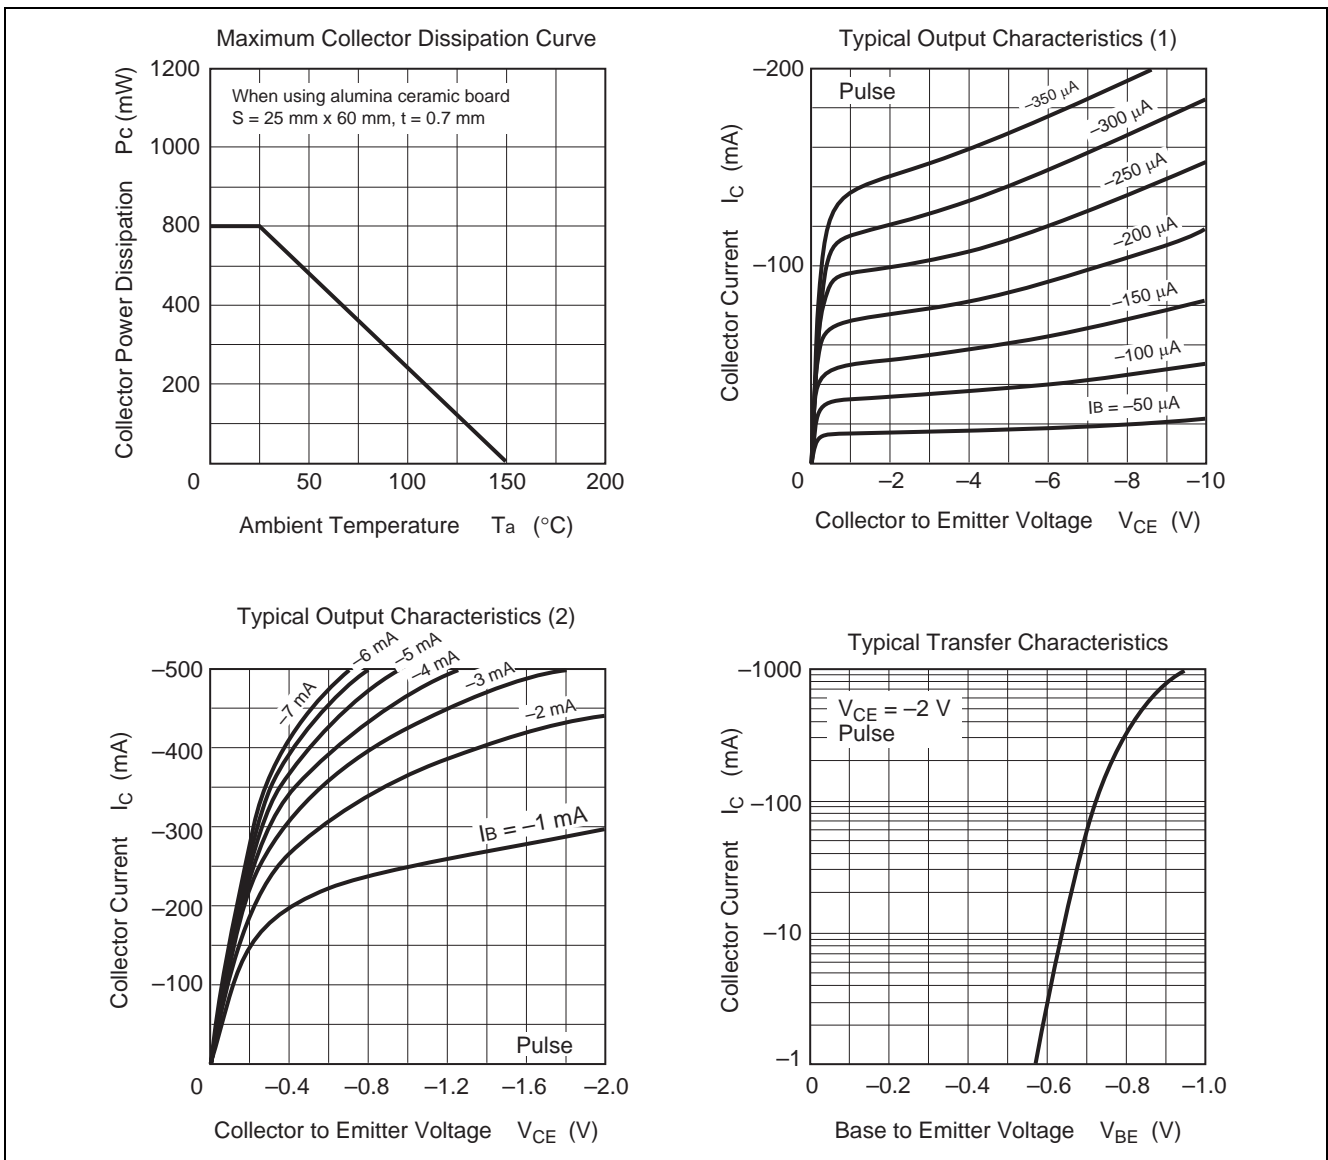 Maximum Collector Dissipation Curve
Collector Power Dissipation Pc (mW)
1200
1000
800
400
200
0
50
100
150
200
When using alumina ceramic board
S = 25 mm x 60 mm, t = 0.7 mm
Ambient Temperature Ta (°C)
Typical Output Characteristics (1)
Collector Current IC (mA)
–200
–100
0
–2
–4
–6
–8
–10
Pulse
–350 µA
–300 µA
–250 µA
–200 µA
–150 µA
–100 µA
IB = –50 µA
Collector to Emitter Voltage VCE (V)
Typical Output Characteristics (2)
Collector Current IC (mA)
–500
–400
–300
–200
–100
0
–0.4
–0.8
–1.2
–1.6
–2.0
–7 mA
–6 mA
–5 mA
–4 mA
–3 mA
–2 mA
IB = –1 mA
Pulse
Collector to Emitter Voltage VCE (V)
Typical Transfer Characteristics
Collector Current IC (mA)
–1000
–100
–10
–1
0
–0.2
–0.4
–0.6
–0.8
–1.0
VCE = –2 V
Pulse
Base to Emitter Voltage VBE (V)